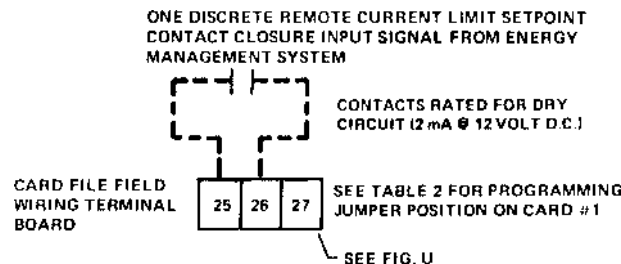 ONE DISCRETE REMOTE CURRENT LIMIT SETPOINT
CONTACT CLOSURE INPUT SIGNAL FROM ENERGY
MANAGEMENT SYSTEM
CONTACTS RATED FOR DRY
CIRCUIT (2 mA @ 12 VOLT D.C.)
CARD FILE FIELD
WIRING TERMINAL
BOARD
25 26 27
SEE TABLE 2 FOR PROGRAMMING
JUMPER POSITION ON CARD #1
SEE FIG. U